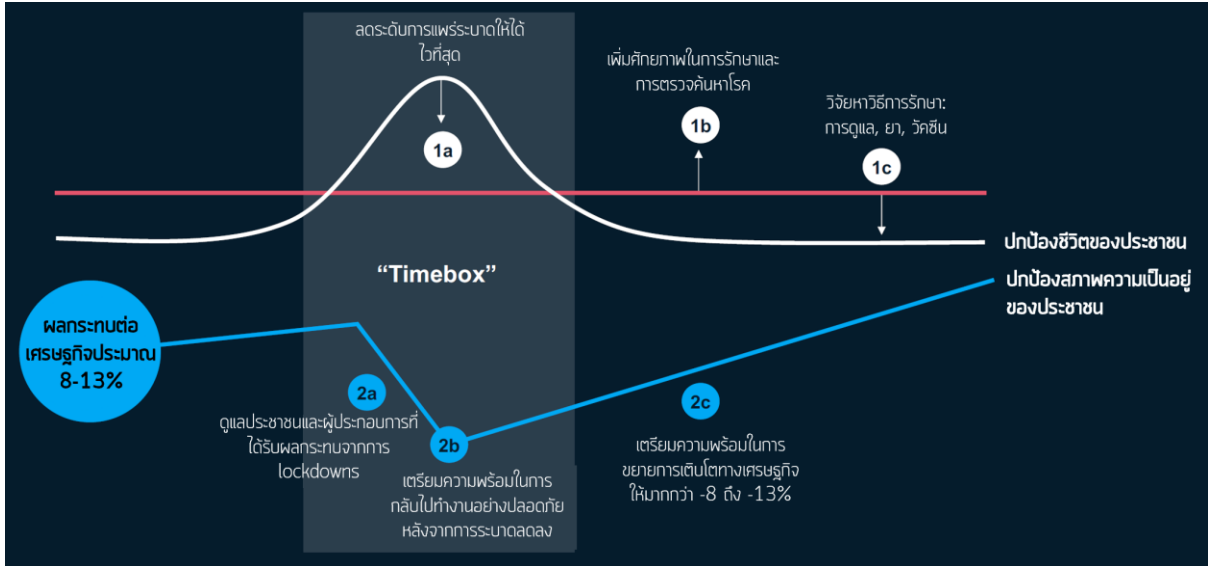 ลดระดับการแพร่ระบาดให้ได้
ไวที่สุด
1a
เพิ่มศักยภาพในการรักษาและ
การตรวจค้นหาโรค
1b
วิจัยหาวิธีการรักษา:
การดูแล, ยา, วัคซีน
1c
ปกป้องชีวิตของประชาชน
“Timebox”
ปกป้องสภาพความเป็นอยู่
ของประชาชน
ผลกระทบต่อ
เศรษฐกิจประมาณ
8-13%
2a
ดูแลประชาชนและผู้ประกอบการที่
ได้รับผลกระทบจากการ
lockdowns
2b
เตรียมความพร้อมในการ
กลับไปทำงานอย่างปลอดภัย
หลังจากการระบาดลดลง
2c
เตรียมความพร้อมในการ
ขยายการเติบโตทางเศรษฐกิจ
ให้มากกว่า -8 ถึง -13%